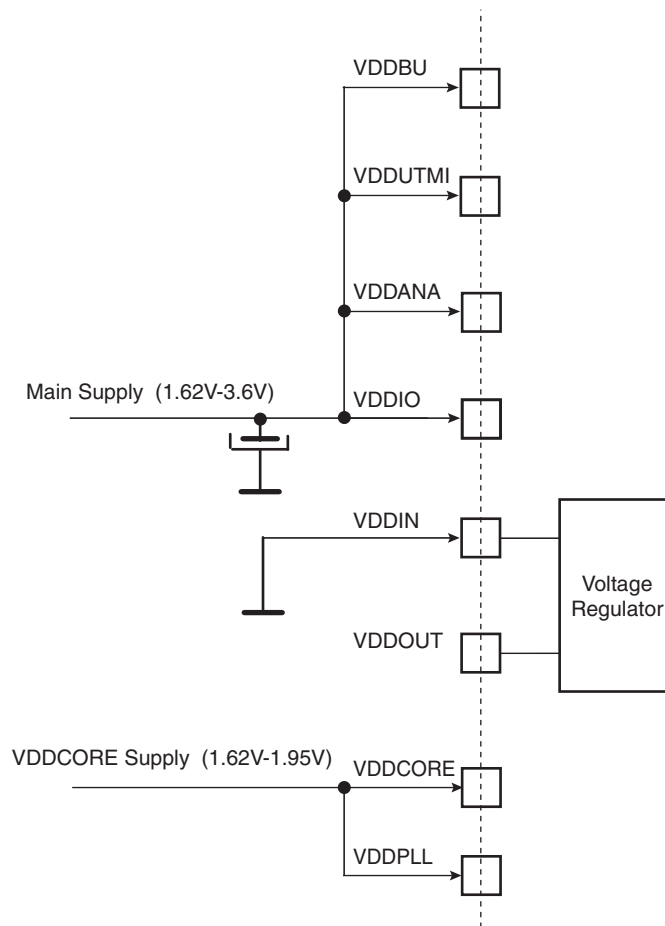 VDDBU
VDDUTMI
VDDANA
Main Supply (1.62V-3.6V)
VDDIO
VDDIN
Voltage
Regulator
VDDOUT
VDDCORE Supply (1.62V-1.95V)
VDDCORE
VDDPLL